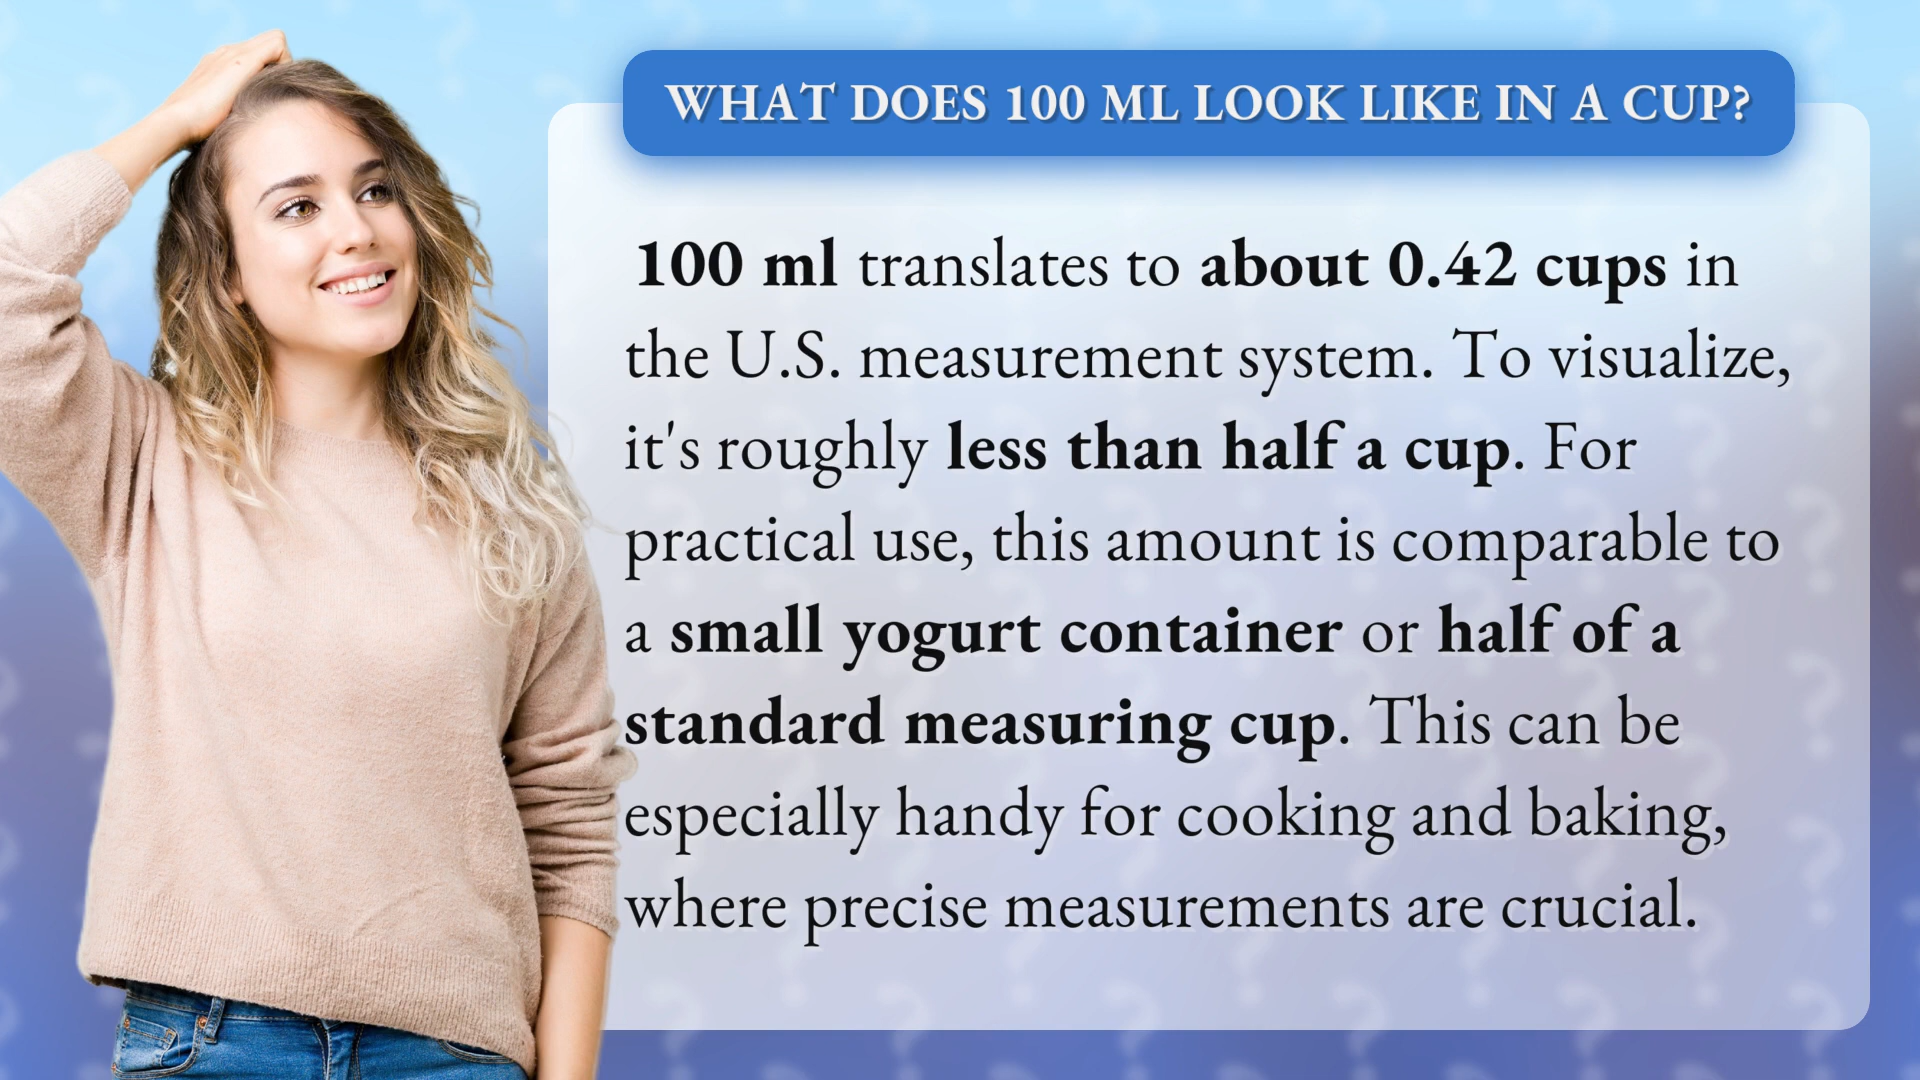 WHAT DOES 100 ML LOOK LIKE IN A CUP?
100 ml translates to about 0.42 cups in
the U.S. measurement system. To visualize,
it's roughly less than half a cup. For
practical use, this amount is comparable to
a small yogurt container or half of a
standard measuring cup. This can be
especially handy for cooking and baking,
where precise measurements are crucial.